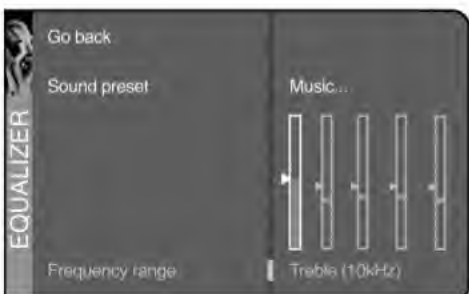 EQUALIZER
Go back
Sound preset
Music...
Frequency range
Treble (10kHz)